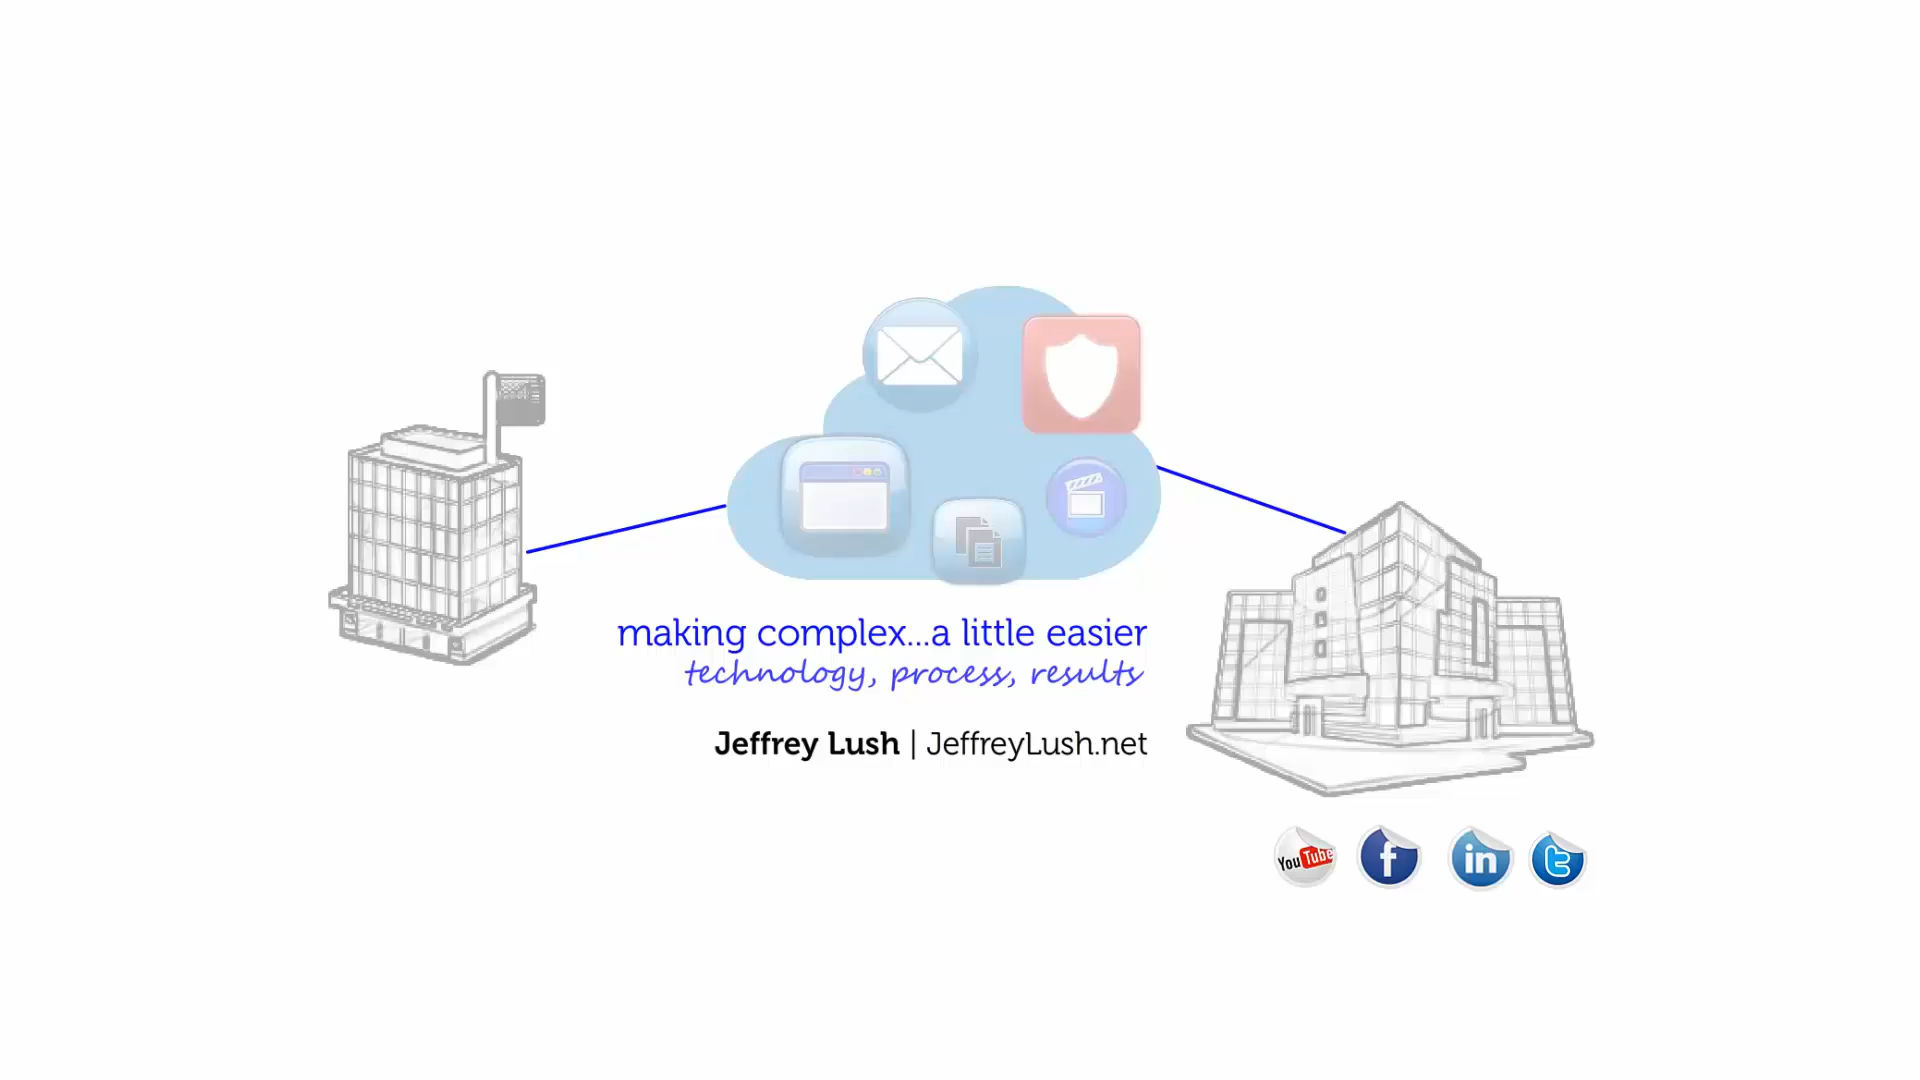 making complex...a little easier
technology, process, results
Jeffrey Lush | JeffreyLush.net
You Tube
f
in
t